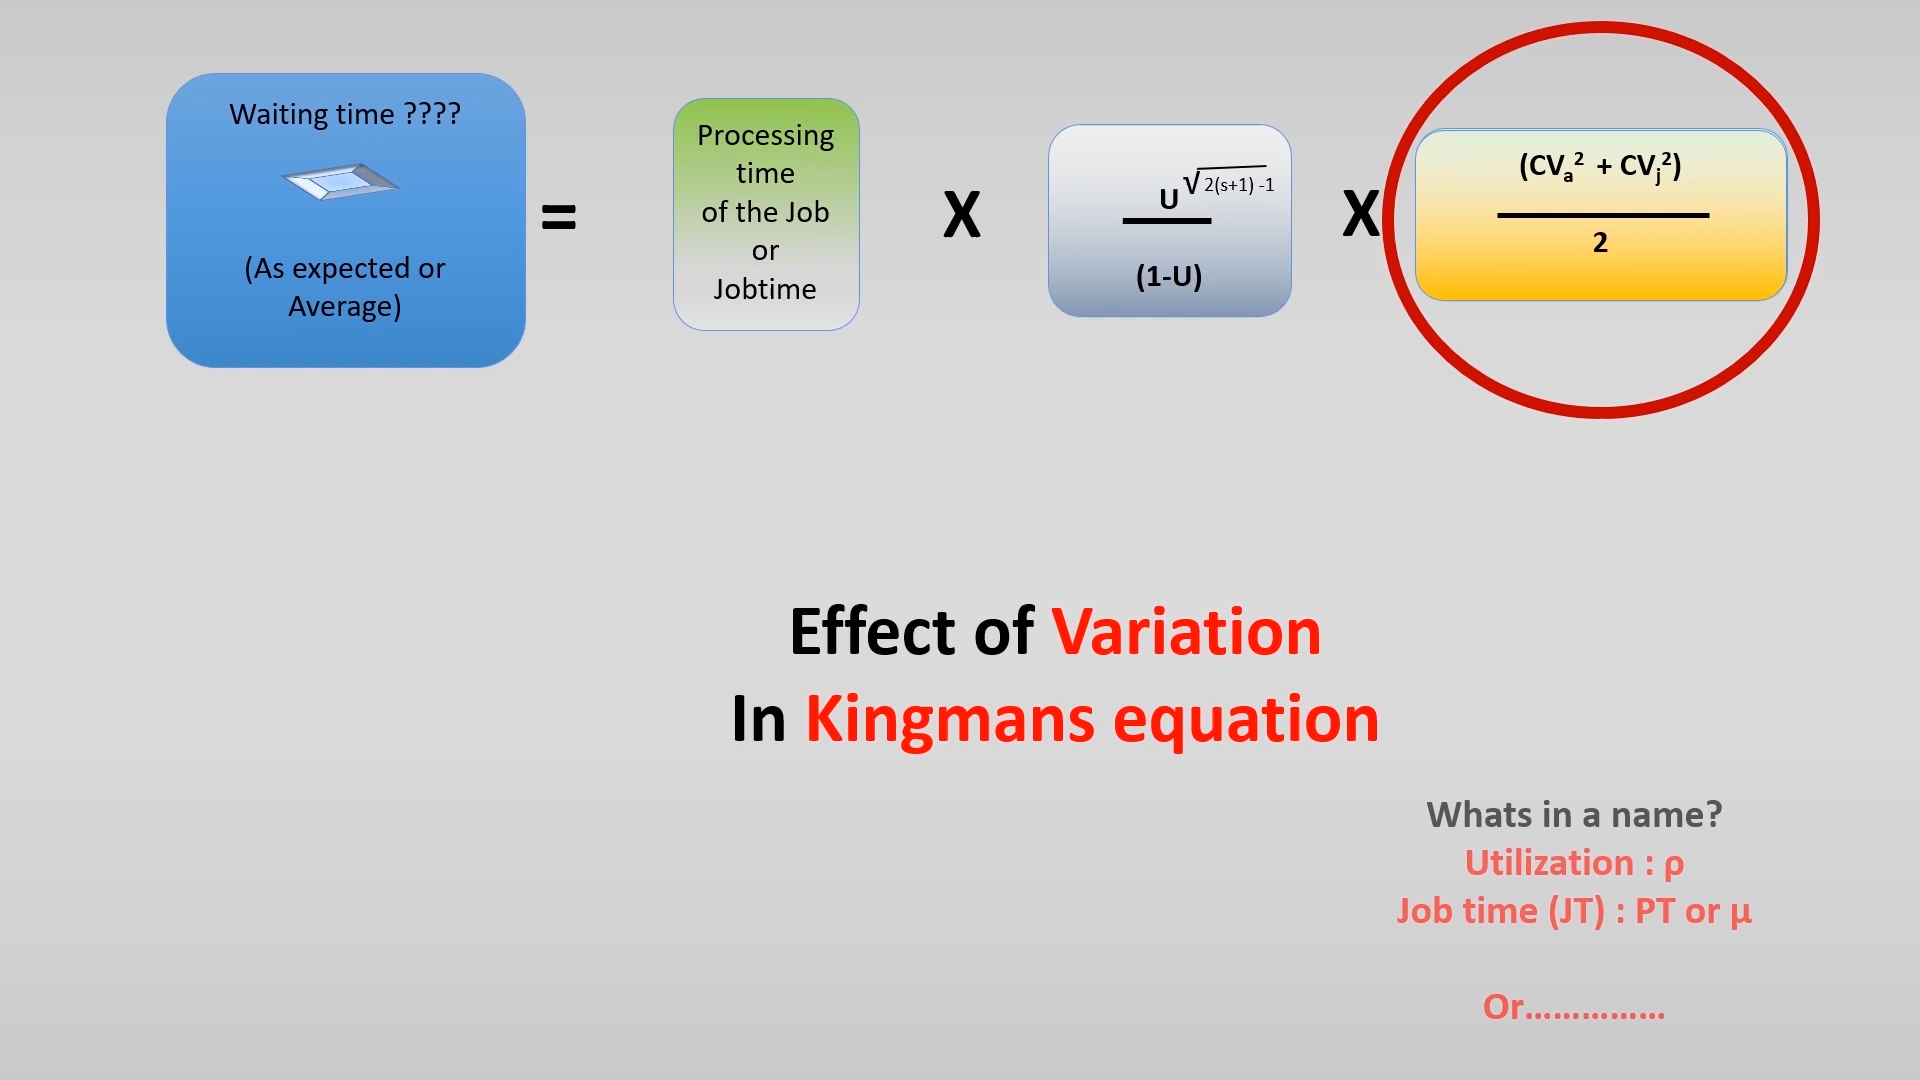 Waiting time ????
(As expected or
Average)
=
Processing
time
of the Job
or
Jobtime
X
U√2(s+1) -1
(1-U)
X
(CVa² + CVj²)
2
Effect of Variation
In Kingmans equation
Whats in a name?
Utilization : ρ
Job time (JT) : PT or µ
Or……………